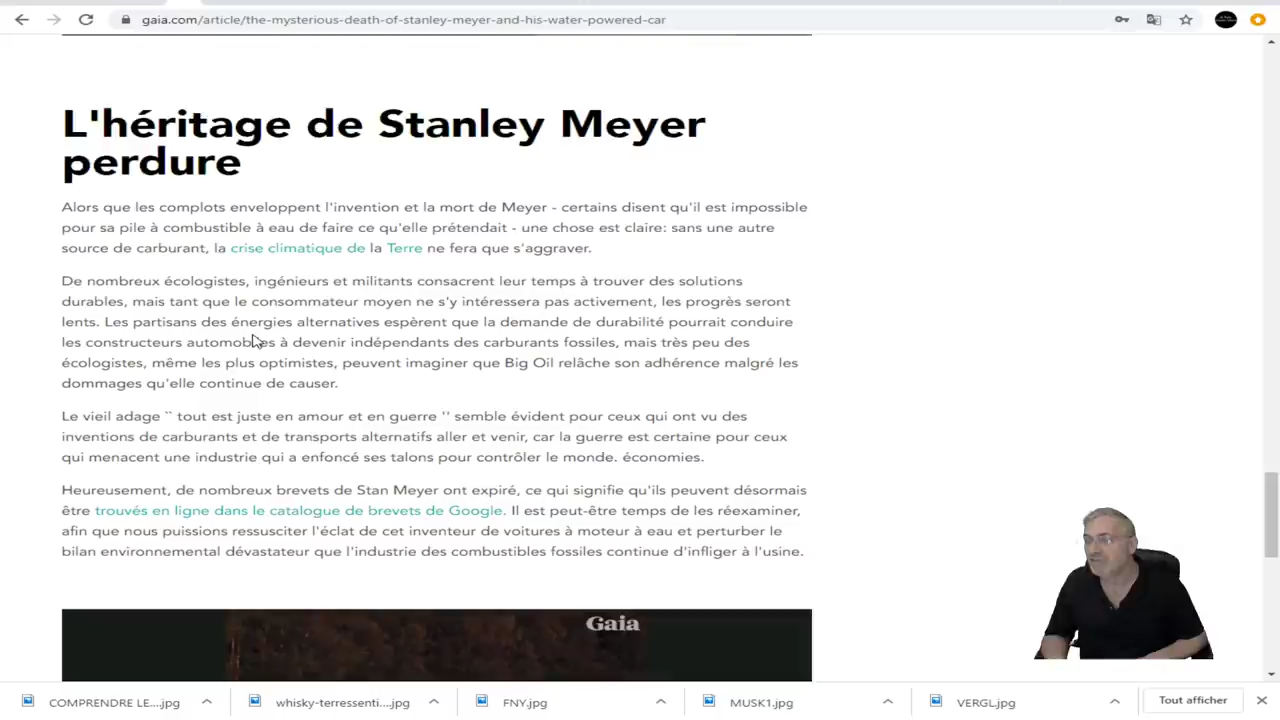 gaia.com/article/the-mysterious-death-of-stanley-meyer-and-his-water-powered-car
L'héritage de Stanley Meyer
perdure
Alors que les complots enveloppent l'invention et la mort de Meyer - certains disent qu'il est impossible
pour sa pile à combustible à eau de faire ce qu'elle prétendait - une chose est claire: sans une autre
source de carburant, la crise climatique de la Terre ne fera que s'aggraver.
De nombreux écologistes, ingénieurs et militants consacrent leur temps à trouver des solutions
durables, mais tant que le consommateur moyen ne s'y intéressera pas activement, les progrès seront
lents. Les partisans des énergies alternatives espèrent que la demande de durabilité pourrait conduire
les constructeurs automobiles à devenir indépendants des carburants fossiles, mais très peu des
écologistes, même les plus optimistes, peuvent imaginer que Big Oil relâche son adhérence malgré les
dommages qu'elle continue de causer.
Le vieil adage `` tout est juste en amour et en guerre '' semble évident pour ceux qui ont vu des
inventions de carburants et de transports alternatifs aller et venir, car la guerre est certaine pour ceux
qui menacent une industrie qui a enfoncé ses talons pour contrôler le monde. économies.
Heureusement, de nombreux brevets de Stan Meyer ont expiré, ce qui signifie qu'ils peuvent désormais
être trouvés en ligne dans le catalogue de brevets de Google. Il est peut-être temps de les réexaminer,
afin que nous puissions ressusciter l'éclat de cet inventeur de voitures à moteur à eau et perturber le
bilan environnemental dévastateur que l'industrie des combustibles fossiles continue d'infliger à l'usine.
Gaia
COMPRENDRE LE....jpg
whisky-terressenti....jpg
FNY.jpg
MUSK1.jpg
VERGL.jpg
Tout afficher